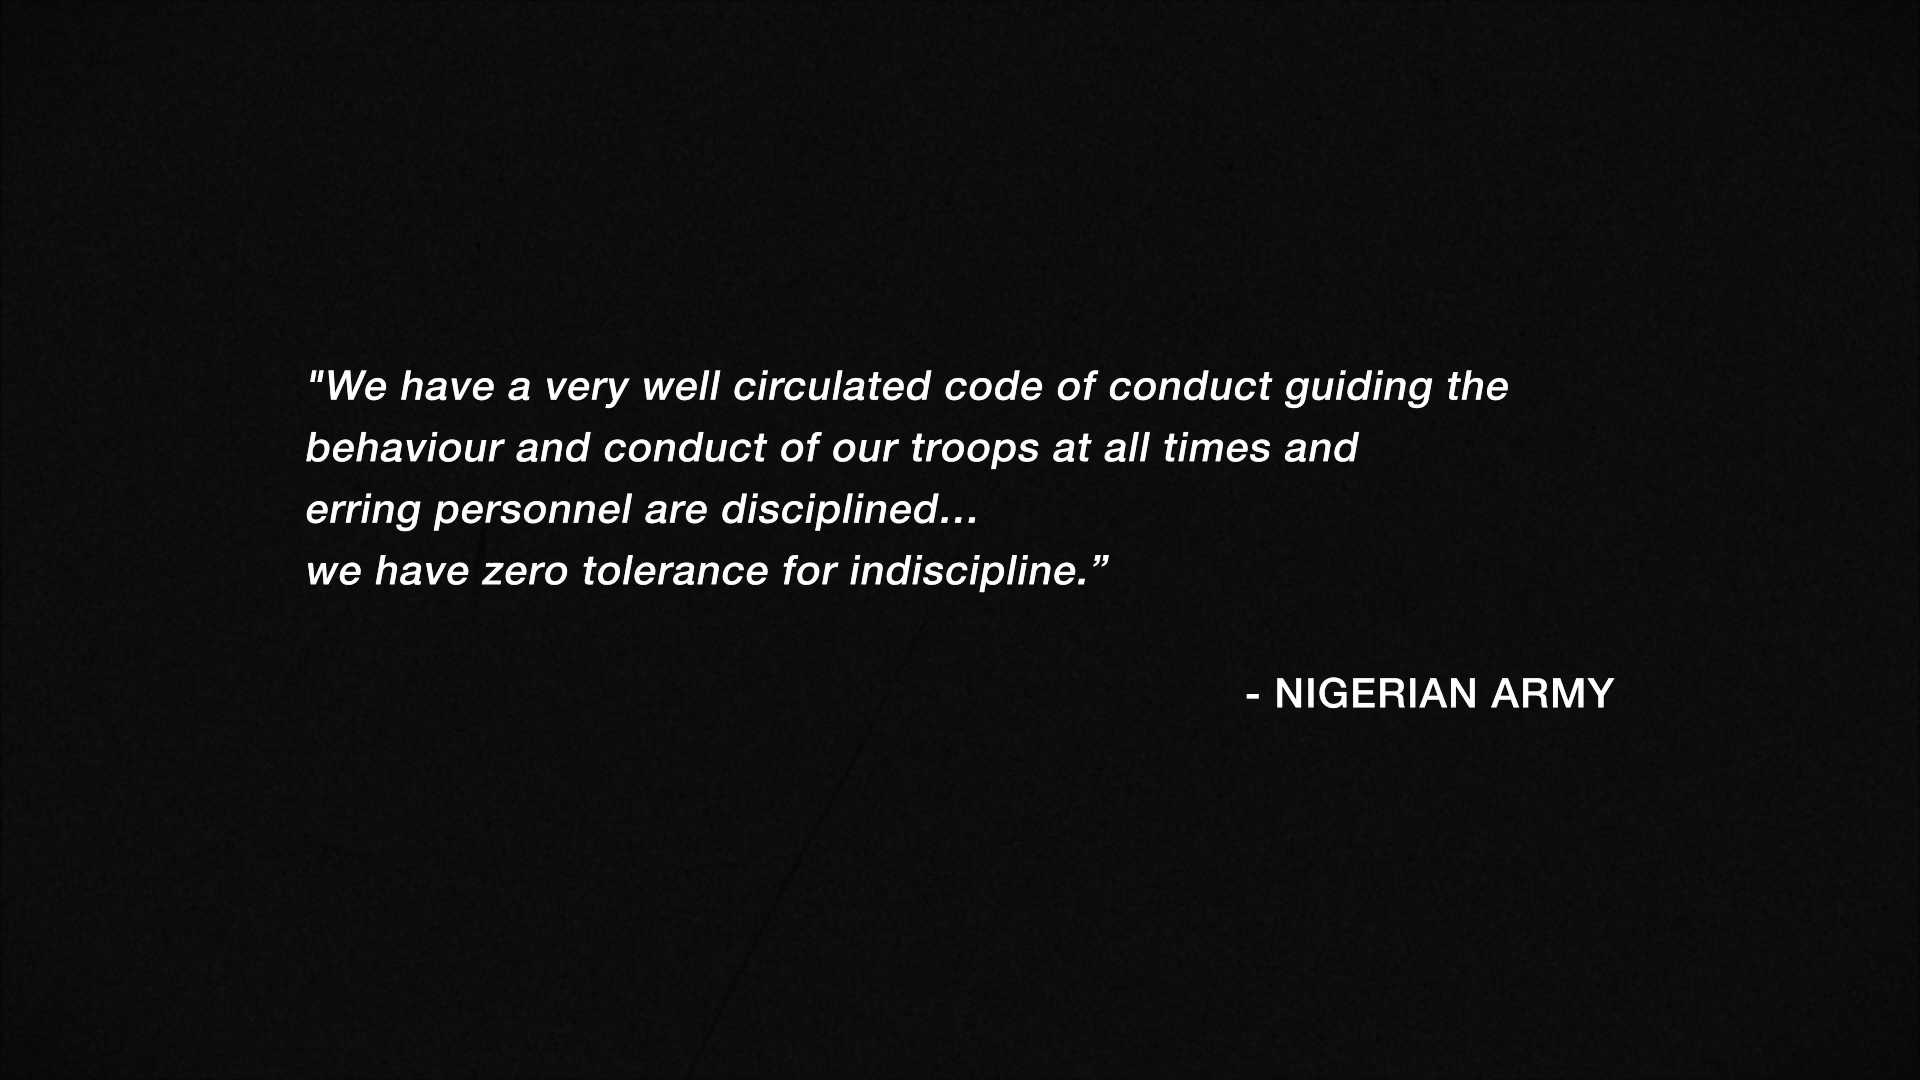 "We have a very well circulated code of conduct guiding the
behaviour and conduct of our troops at all times and
erring personnel are disciplined...
we have zero tolerance for indiscipline.”
- NIGERIAN ARMY